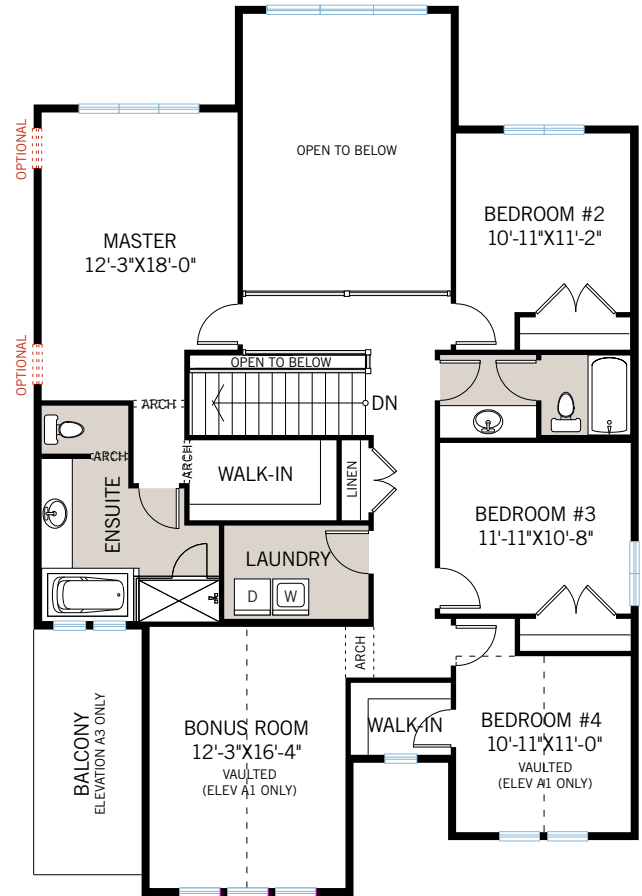 OPEN TO BELOW
OPTIONAL
BEDROOM #2
10'-11"X11'-2"
MASTER
12'-3"X18'-0"
OPTIONAL
OPEN TO BELOW
ARCH
DN
ARCH
ARCH
WALK-IN
LINEN
ENSUITE
BEDROOM #3
11'-11"X10'-8"
LAUNDRY
D
W
ARCH
BALCONY
ELEVATION A3 ONLY
BONUS ROOM
12'-3"X16'-4"
VAULTED
(ELEV A1 ONLY)
WALK-IN
BEDROOM #4
10'-11"X11'-0"
VAULTED
(ELEV A1 ONLY)